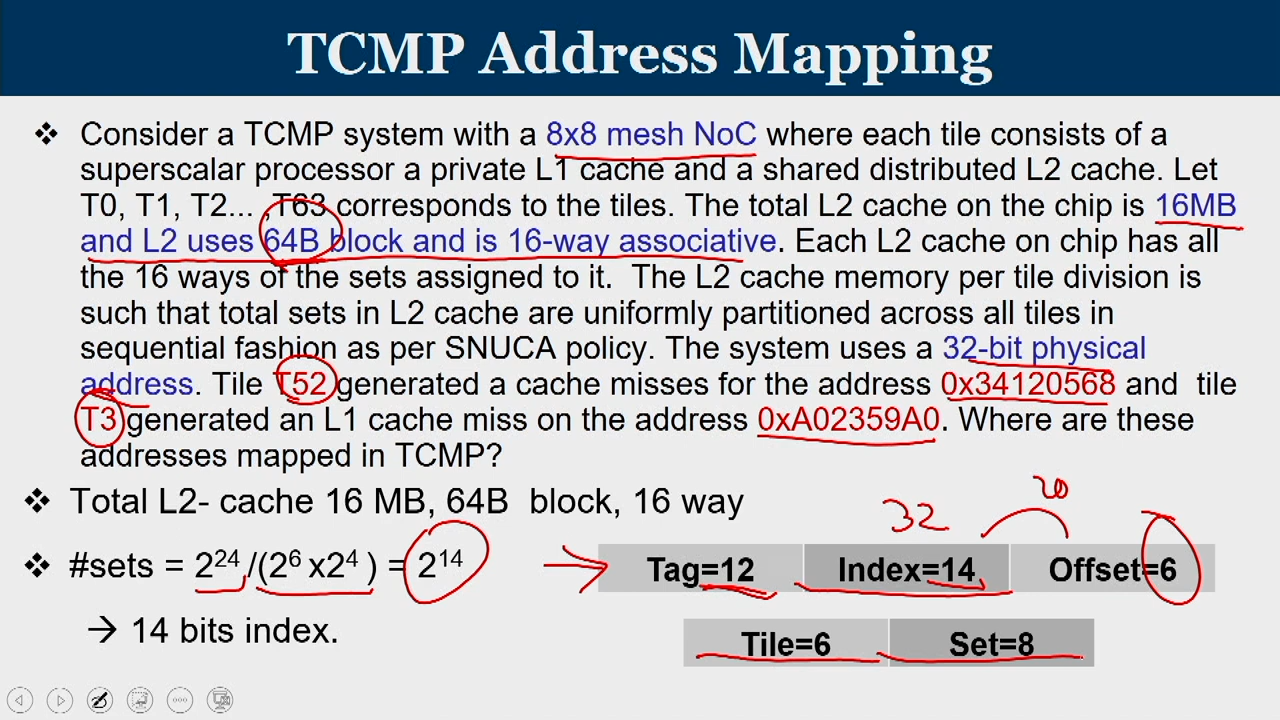 TCMP Address Mapping
❖ Consider a TCMP system with a 8x8 mesh NoC where each tile consists of a
superscalar processor a private L1 cache and a shared distributed L2 cache. Let
T0, T1, T2... ,T63 corresponds to the tiles. The total L2 cache on the chip is 16MB
and L2 uses 64B block and is 16-way associative. Each L2 cache on chip has all
the 16 ways of the sets assigned to it. The L2 cache memory per tile division is
such that total sets in L2 cache are uniformly partitioned across all tiles in
sequential fashion as per SNUCA policy. The system uses a 32-bit physical
address. Tile T52 generated a cache misses for the address 0x34120568 and tile
T3 generated an L1 cache miss on the address 0xA02359A0. Where are these
addresses mapped in TCMP?
❖ Total L2- cache 16 MB, 64B block, 16 way
32 20
❖ #sets = 2²⁴ /(2⁶ x2⁴ ) = 2¹⁴
Tag=12 Index=14 Offset=6
→ 14 bits index.
Tile=6 Set=8